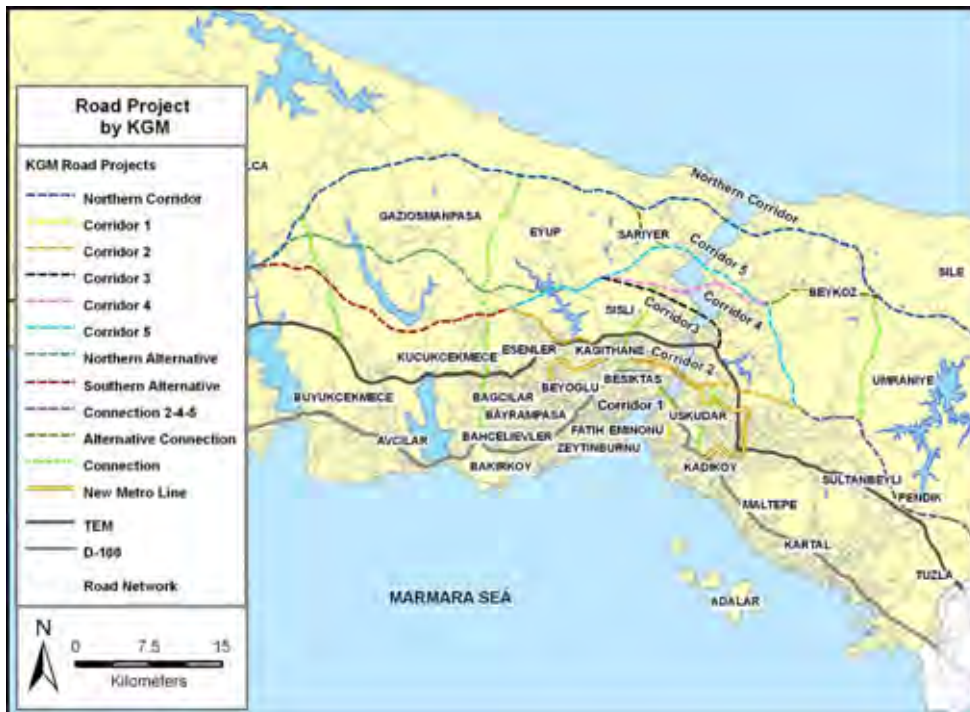 Road Project
by KGM
KGM Road Projects
Northern Corridor
Corridor 1
Corridor 2
Corridor 3
Corridor 4
Corridor 5
Northern Alternative
Southern Alternative
Connection 2-4-5
Alternative Connection
Connection
New Metro Line
TEM
D-100
Road Network
N
0 7.5 15
Kilometers
LCA
Northern Corridor
GAZIOSMANPASA
EYUP
SARIYER
Corridor 5
SILE
BEYKOZ
Corridor 4
SISLI
Corridor3
ESENLER
KAGITHANE
Corridor 2
KUCUKCEKMECE
UMRANIYE
BESIKTAS
BEYOGLU
BUYUKCEKMECE
BAGCILAR
Corridor 1
BAYRAMPASA
USKUDAR
FATIH EMINONU
AVCILAR
BAHCELIEVLER
ZEYTINBURNU
BAKIRKOY
KADIKOY
SULTANBEYLI
PENDIK
MALTEPE
KARTAL
TUZLA
MARMARA SEA
ADALAR